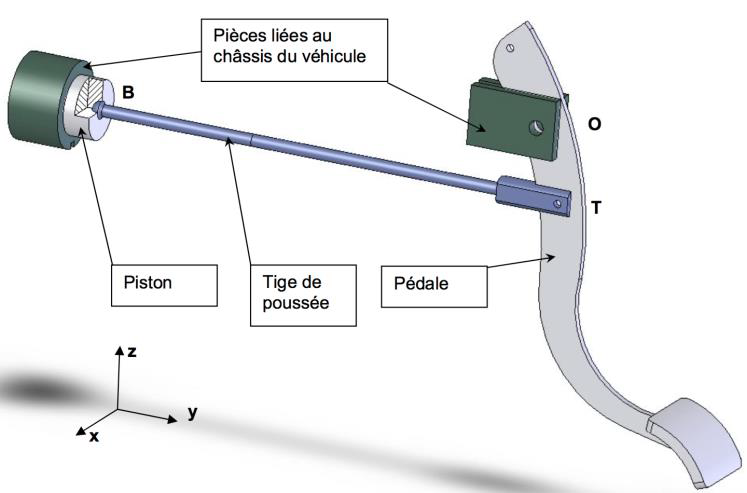 Pièces liées au
châssis du véhicule
B
O
T
Piston
Tige de
poussée
Pédale
z
y
x